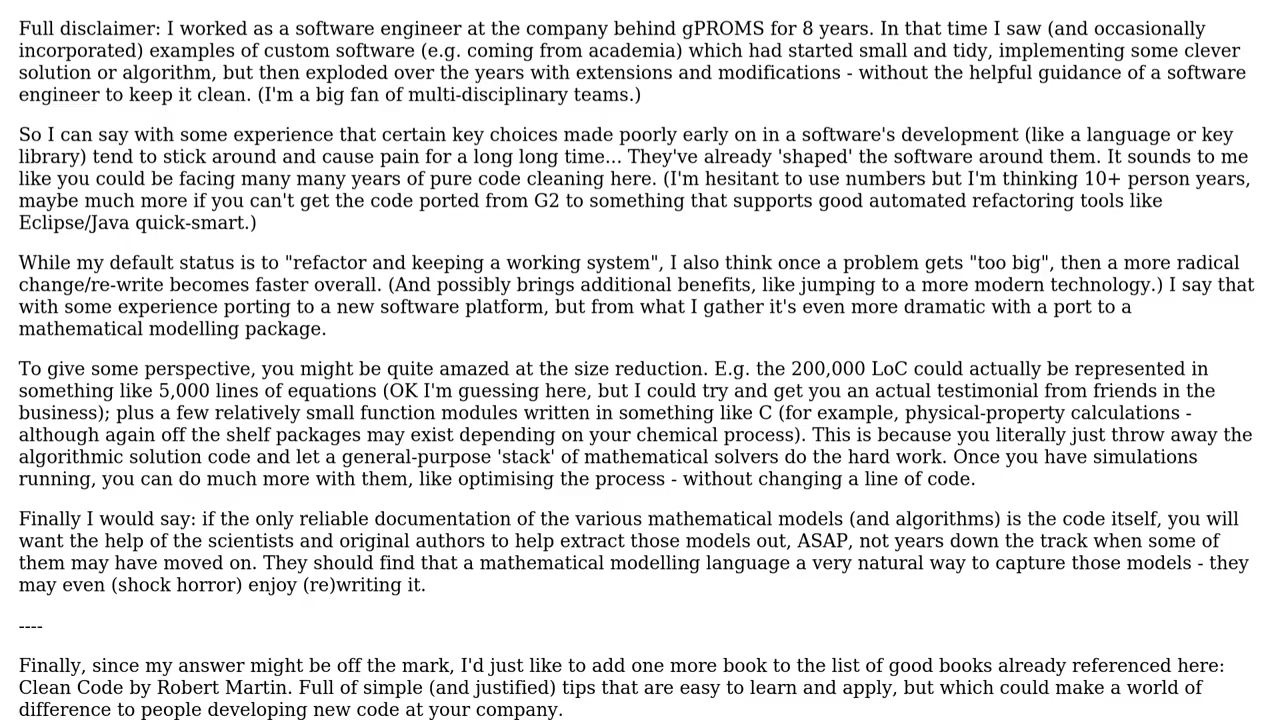 Full disclaimer: I worked as a software engineer at the company behind gPROMS for 8 years. In that time I saw (and occasionally
incorporated) examples of custom software (e.g. coming from academia) which had started small and tidy, implementing some clever
solution or algorithm, but then exploded over the years with extensions and modifications - without the helpful guidance of a software
engineer to keep it clean. (I'm a big fan of multi-disciplinary teams.)
So I can say with some experience that certain key choices made poorly early on in a software's development (like a language or key
library) tend to stick around and cause pain for a long long time... They've already 'shaped' the software around them. It sounds to me
like you could be facing many many years of pure code cleaning here. (I'm hesitant to use numbers but I'm thinking 10+ person years,
maybe much more if you can't get the code ported from G2 to something that supports good automated refactoring tools like
Eclipse/Java quick-smart.)
While my default status is to "refactor and keeping a working system", I also think once a problem gets "too big", then a more radical
change/re-write becomes faster overall. (And possibly brings additional benefits, like jumping to a more modern technology.) I say that
with some experience porting to a new software platform, but from what I gather it's even more dramatic with a port to a
mathematical modelling package.
To give some perspective, you might be quite amazed at the size reduction. E.g. the 200,000 LoC could actually be represented in
something like 5,000 lines of equations (OK I'm guessing here, but I could try and get you an actual testimonial from friends in the
business); plus a few relatively small function modules written in something like C (for example, physical-property calculations -
although again off the shelf packages may exist depending on your chemical process). This is because you literally just throw away the
algorithmic solution code and let a general-purpose 'stack' of mathematical solvers do the hard work. Once you have simulations
running, you can do much more with them, like optimising the process - without changing a line of code.
Finally I would say: if the only reliable documentation of the various mathematical models (and algorithms) is the code itself, you will
want the help of the scientists and original authors to help extract those models out, ASAP, not years down the track when some of
them may have moved on. They should find that a mathematical modelling language a very natural way to capture those models - they
may even (shock horror) enjoy (re)writing it.
----
Finally, since my answer might be off the mark, I'd just like to add one more book to the list of good books already referenced here:
Clean Code by Robert Martin. Full of simple (and justified) tips that are easy to learn and apply, but which could make a world of
difference to people developing new code at your company.